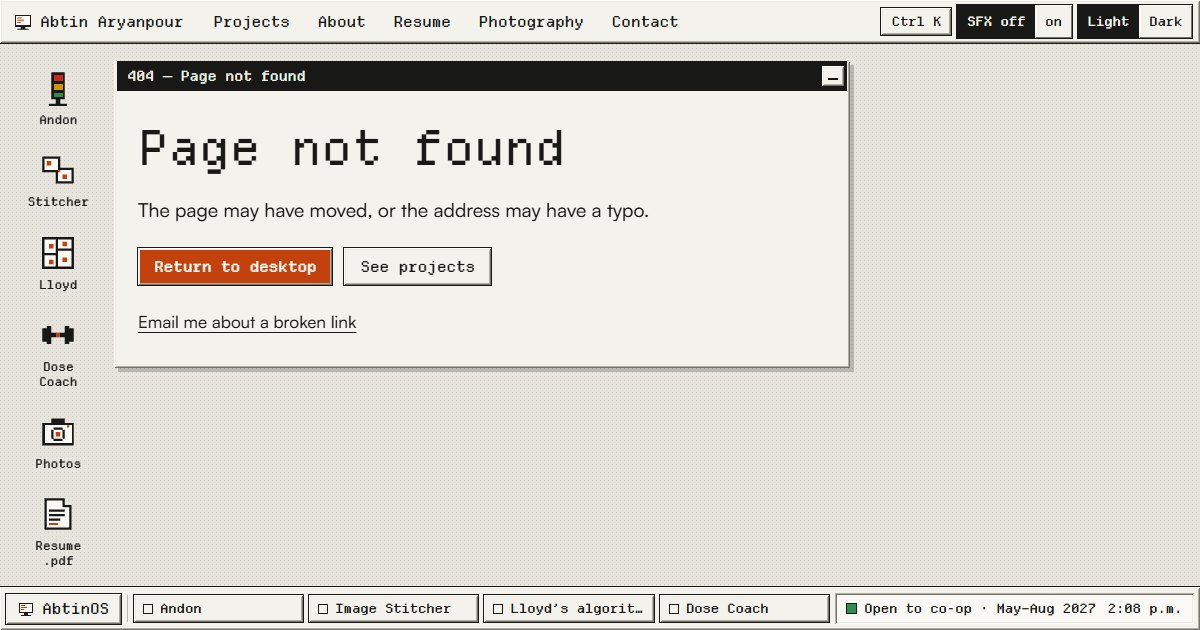 Abtin Aryanpour Projects About Resume Photography Contact Ctrl K SFX off on Light Dark
404 — Page not found
Page not found
The page may have moved, or the address may have a typo.
Return to desktop See projects
Email me about a broken link
Andon
Stitcher
Lloyd
Dose
Coach
Photos
Resume
.pdf
AbtinOS Andon Image Stitcher Lloyd's algorit… Dose Coach Open to co-op · May–Aug 2027 2:08 p.m.